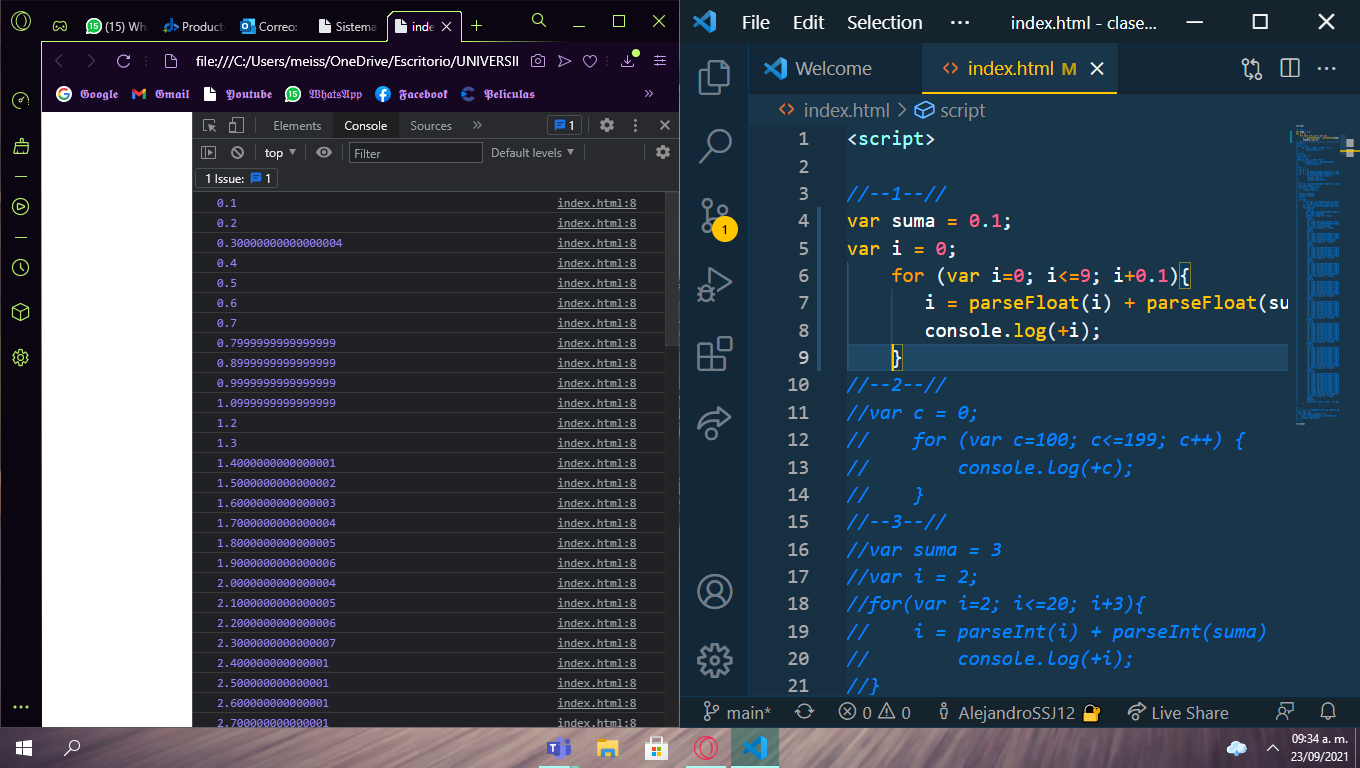 (15) Wh
Product
Correo:
Sistema
inde
file:///C:/Users/meiss/OneDrive/Escritorio/UNIVERSII
Google
Gmail
Youtube
WhatsApp
Facebook
Peliculas
»
Elements
Console
Sources
»
1
top
Filter
Default levels
1 Issue: 1
0.1 index.html:8
0.2 index.html:8
0.30000000000000004 index.html:8
0.4 index.html:8
0.5 index.html:8
0.6 index.html:8
0.7 index.html:8
0.7999999999999999 index.html:8
0.8999999999999999 index.html:8
0.9999999999999999 index.html:8
1.0999999999999999 index.html:8
1.2 index.html:8
1.3 index.html:8
1.4000000000000001 index.html:8
1.5000000000000002 index.html:8
1.6000000000000003 index.html:8
1.7000000000000004 index.html:8
1.8000000000000005 index.html:8
1.9000000000000006 index.html:8
2.0000000000000004 index.html:8
2.1000000000000005 index.html:8
2.2000000000000006 index.html:8
2.3000000000000007 index.html:8
2.400000000000001 index.html:8
2.500000000000001 index.html:8
2.600000000000001 index.html:8
2.700000000000001 index.html:8
File Edit Selection ··· index.html - clase...
Welcome
index.html M
index.html > script
1
1 <script>
2
3 //--1--//
4 var suma = 0.1;
5 var i = 0;
6 for (var i=0; i<=9; i+0.1){
7 i = parseFloat(i) + parseFloat(su
8 console.log(+i);
9 }
10 //--2--//
11 //var c = 0;
12 // for (var c=100; c<=199; c++) {
13 // console.log(+c);
14 // }
15 //--3--//
16 //var suma = 3
17 //var i = 2;
18 //for(var i=2; i<=20; i+3){
19 // i = parseInt(i) + parseInt(suma)
20 // console.log(+i);
21 //}
main* 0 0 AlejandroSSJ12 Live Share
09:34 a. m.
23/09/2021